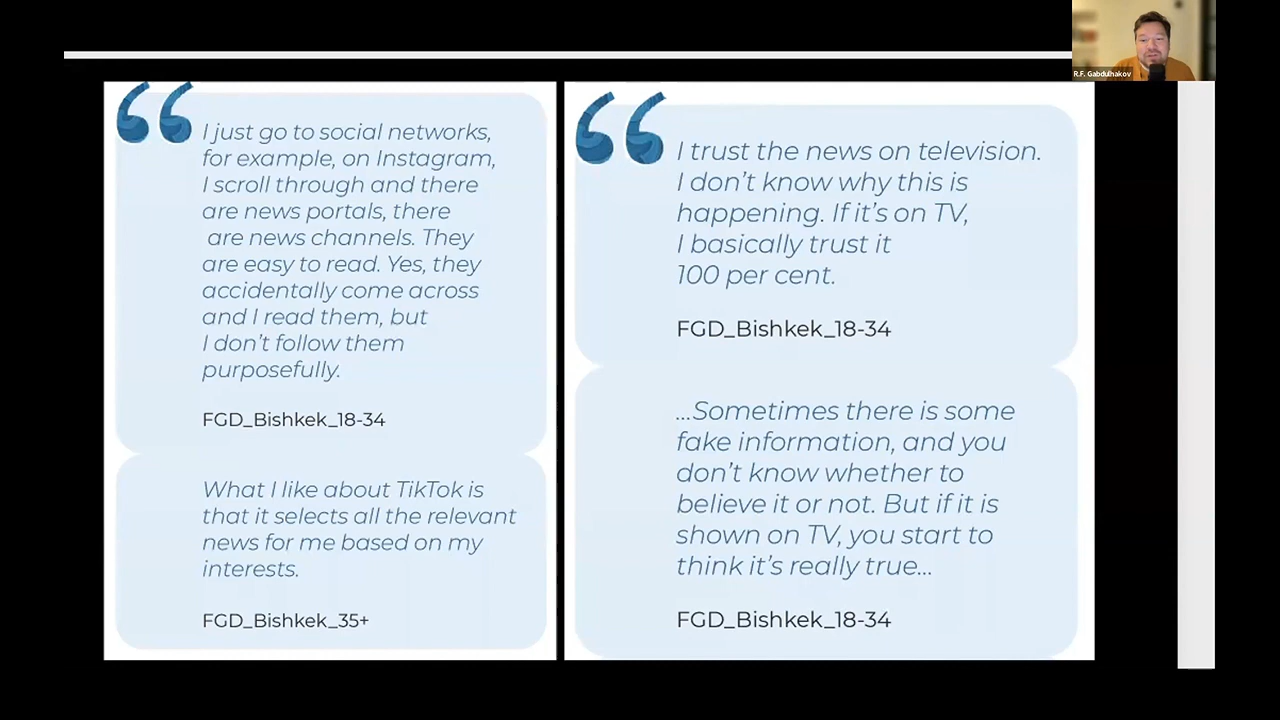 R.F. Gabdulhakov
I just go to social networks,
for example, on Instagram,
I scroll through and there
are news portals, there
are news channels. They
are easy to read. Yes, they
accidentally come across
and I read them, but
I don't follow them
purposefully.
FGD_Bishkek_18-34
What I like about TikTok is
that it selects all the relevant
news for me based on my
interests.
FGD_Bishkek_35+
I trust the news on television.
I don't know why this is
happening. If it's on TV,
I basically trust it
100 per cent.
FGD_Bishkek_18-34
...Sometimes there is some
fake information, and you
don't know whether to
believe it or not. But if it is
shown on TV, you start to
think it's really true...
FGD_Bishkek_18-34